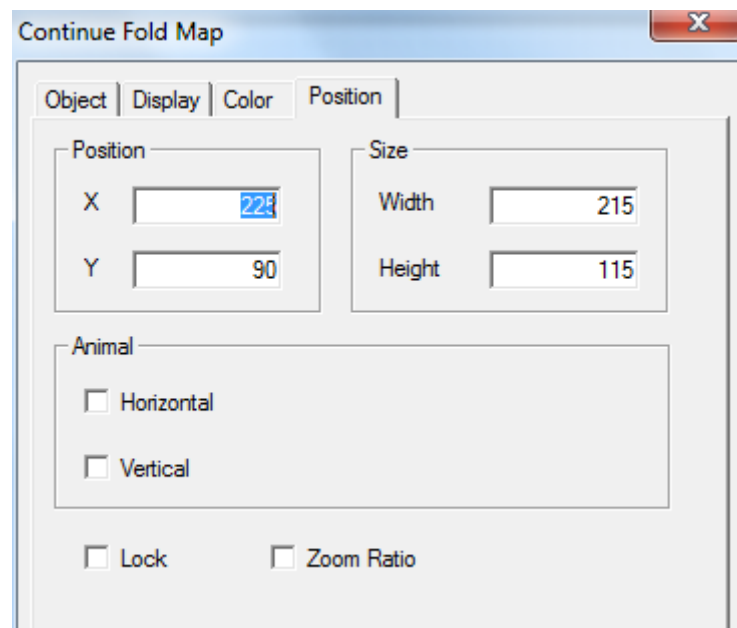 Continue Fold Map
Object Display Color Position
Position
X 225
Y 90
Size
Width 215
Height 115
Animal
Horizontal
Vertical
Lock Zoom Ratio